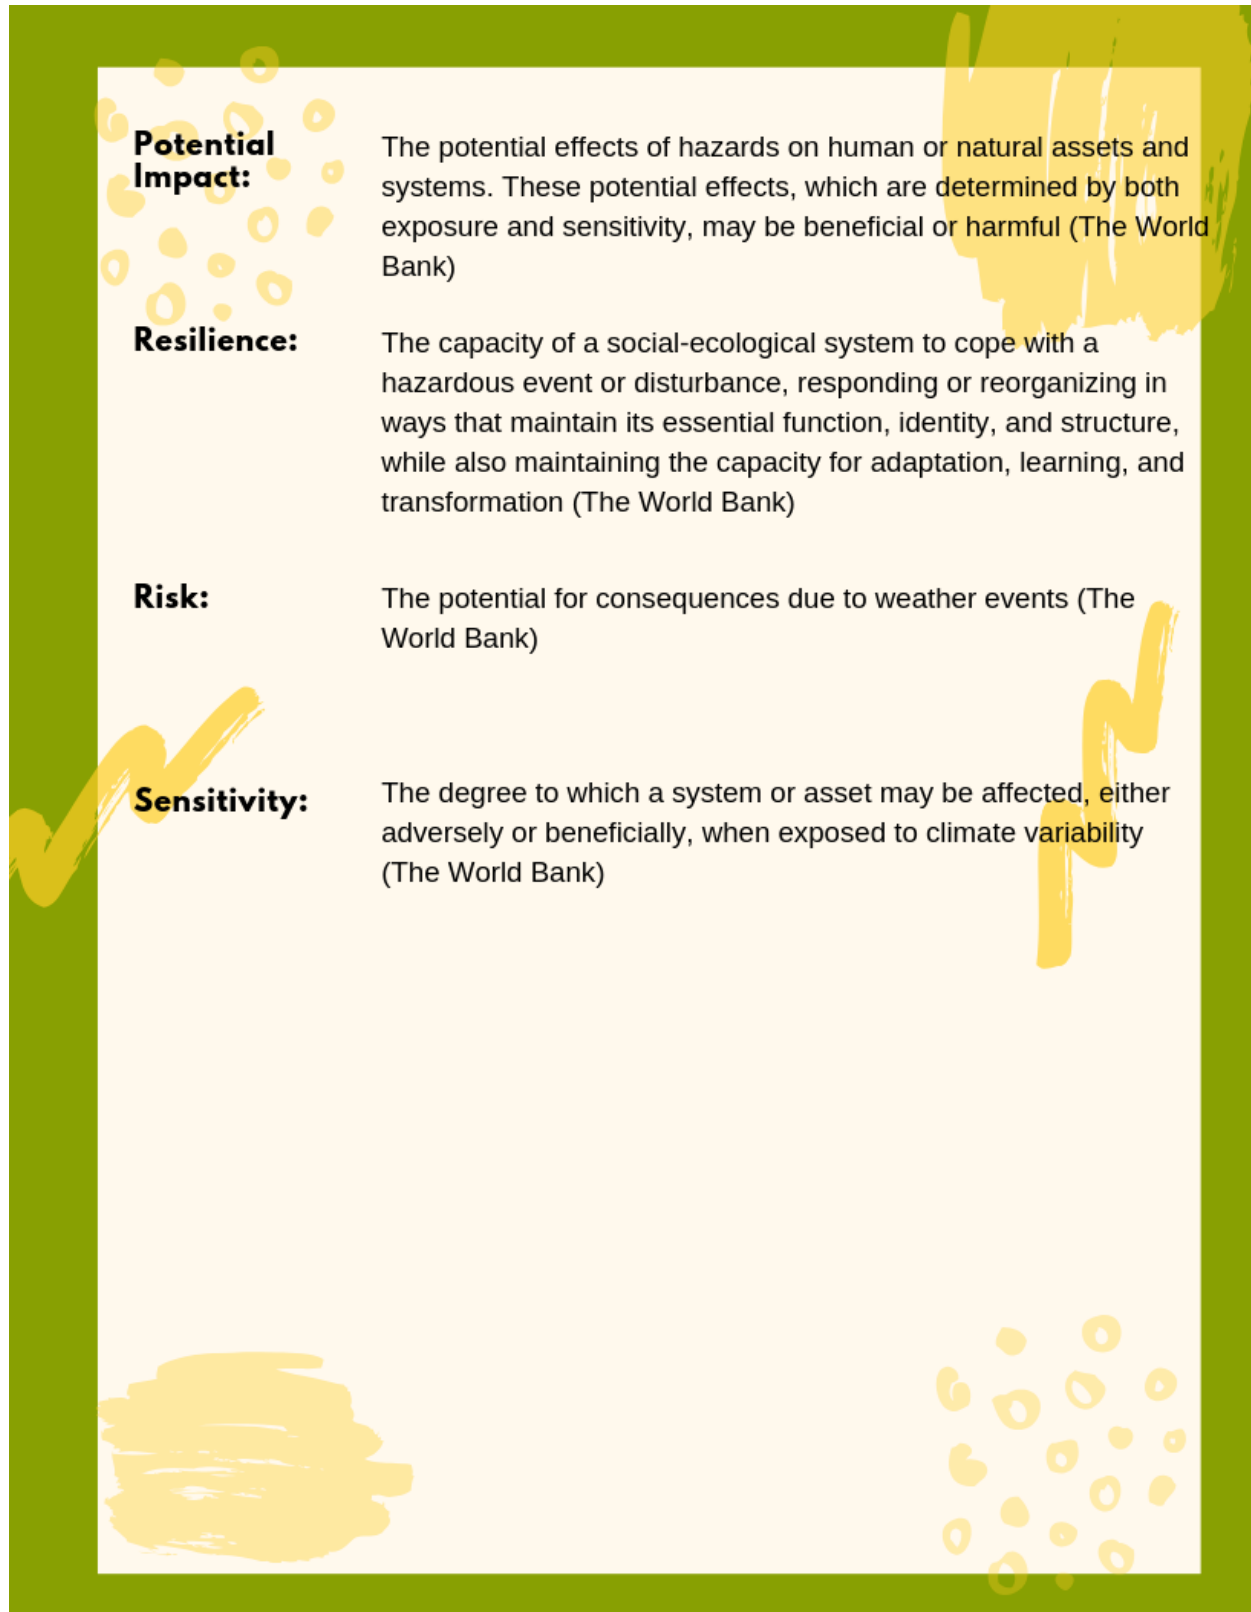 Potential
Impact:
The potential effects of hazards on human or natural assets and
systems. These potential effects, which are determined by both
exposure and sensitivity, may be beneficial or harmful (The World
Bank)
Resilience:
The capacity of a social-ecological system to cope with a
hazardous event or disturbance, responding or reorganizing in
ways that maintain its essential function, identity, and structure,
while also maintaining the capacity for adaptation, learning, and
transformation (The World Bank)
Risk:
The potential for consequences due to weather events (The
World Bank)
Sensitivity:
The degree to which a system or asset may be affected, either
adversely or beneficially, when exposed to climate variability
(The World Bank)